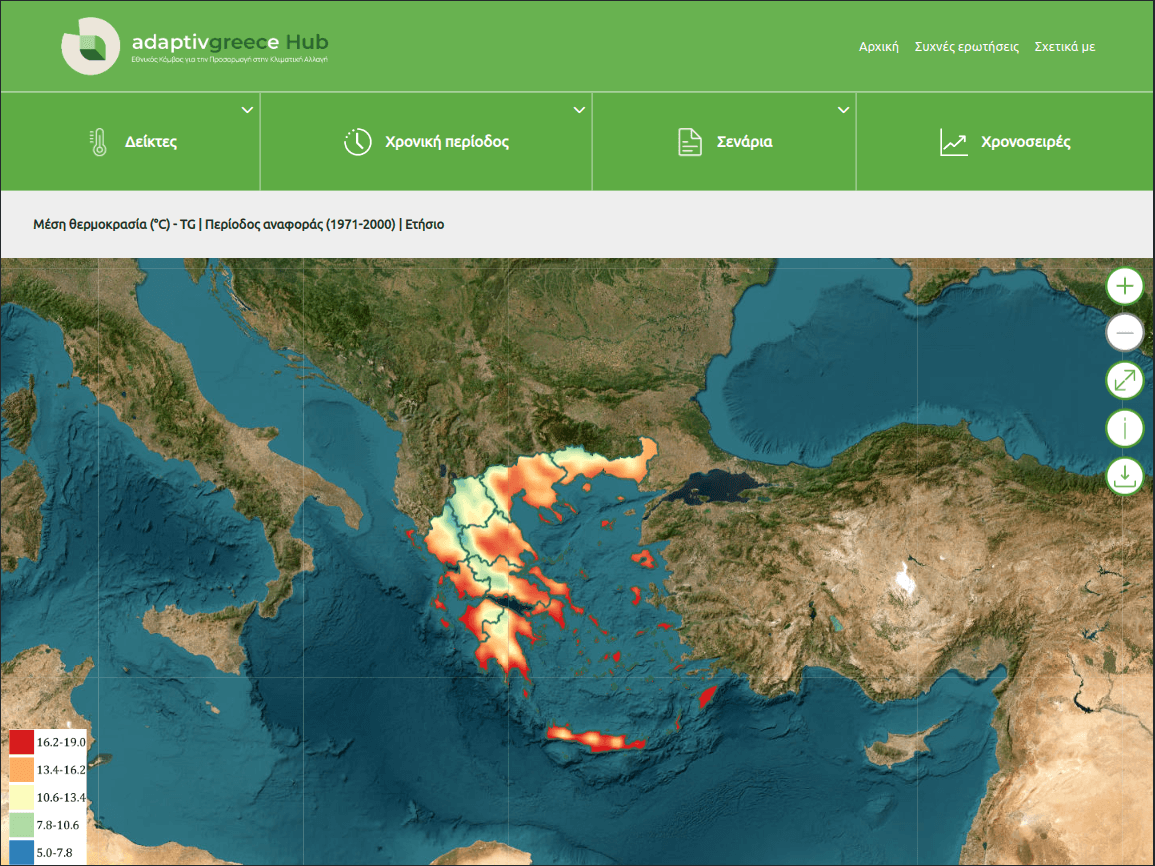 adaptivgreece Hub
Εθνικός Κόμβος για την Προσαρμογή στην Κλιματική Αλλαγή
Αρχική Συχνές ερωτήσεις Σχετικά με
Δείκτες
Χρονική περίοδος
Σενάρια
Χρονοσειρές
Μέση θερμοκρασία (°C) - TG | Περίοδος αναφοράς (1971-2000) | Ετήσιο
16.2-19.0
13.4-16.2
10.6-13.4
7.8-10.6
5.0-7.8